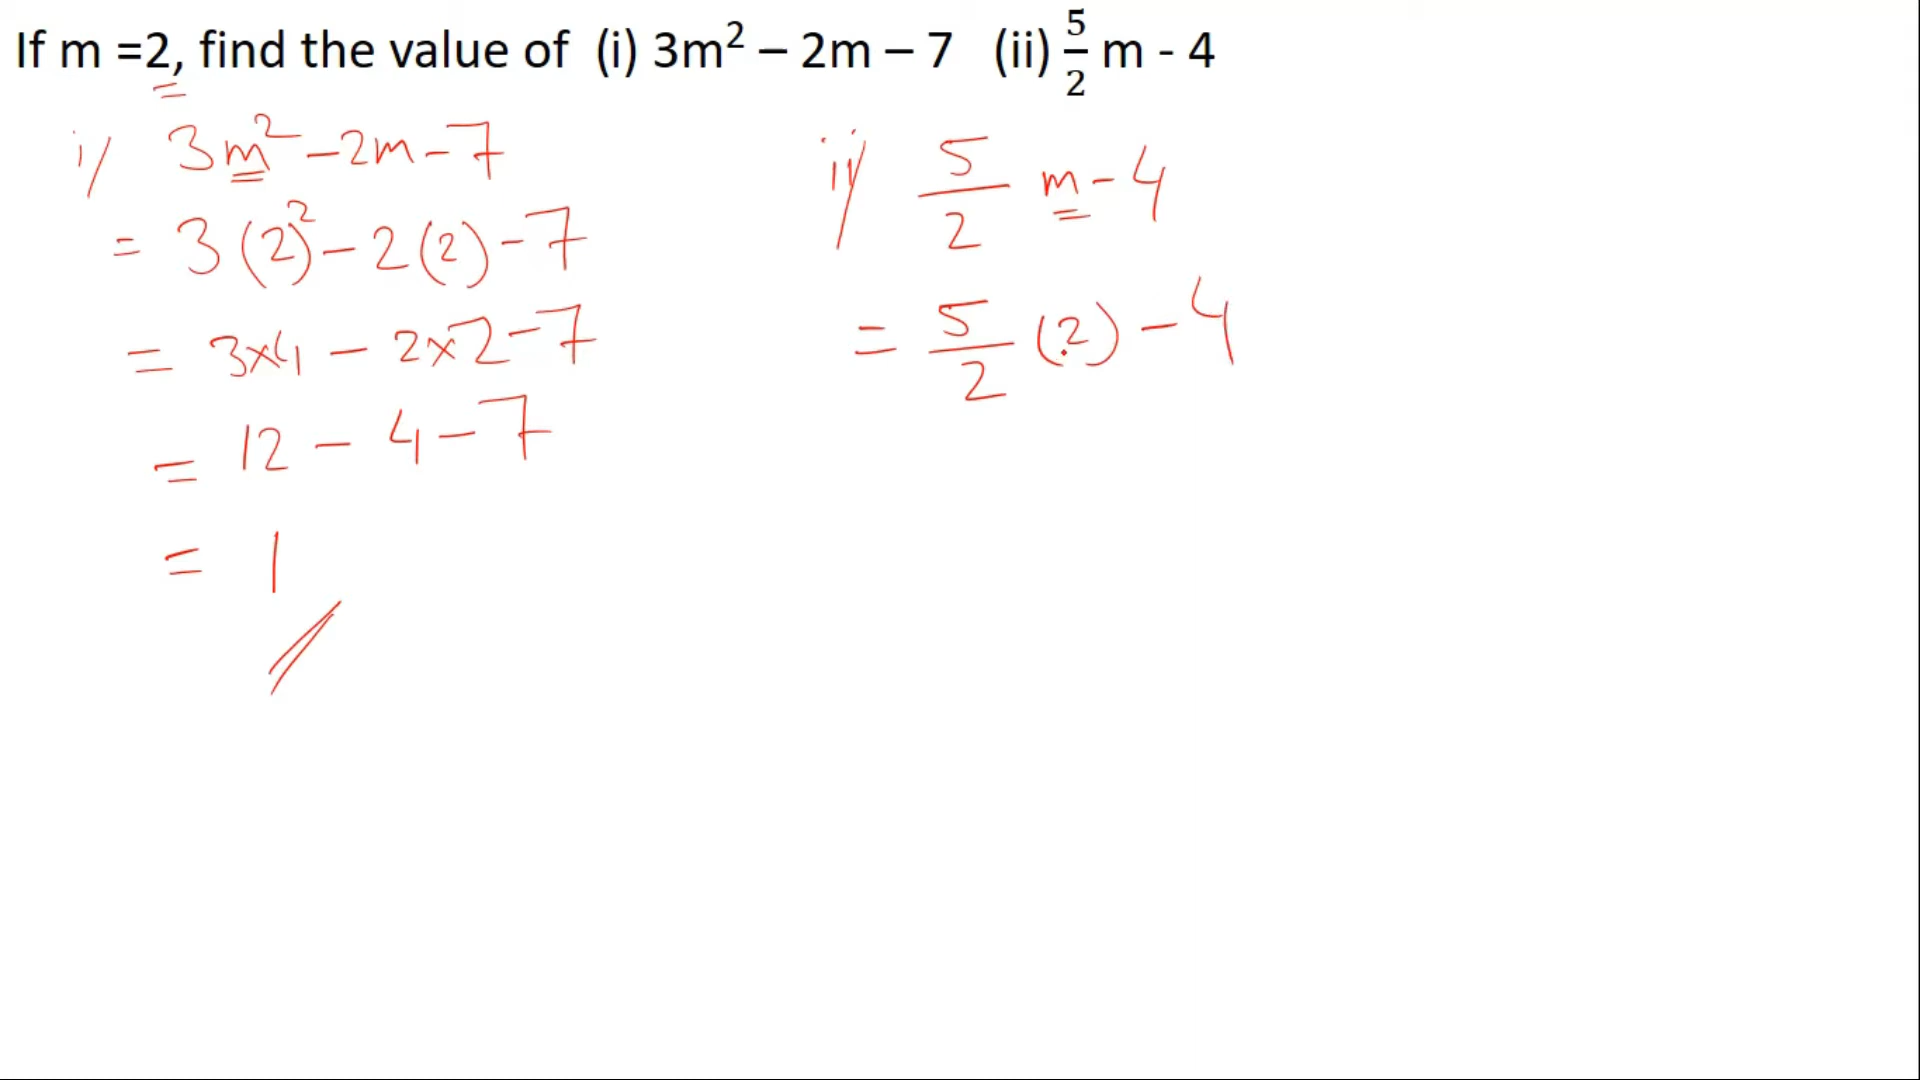 If m =2, find the value of (i) 3m² – 2m – 7 (ii) 5/2 m - 4
i/ 3m² - 2m - 7
= 3(2)² - 2(2) - 7
= 3×4 - 2×2 - 7
= 12 - 4 - 7
= 1
ii/ 5/2 m - 4
= 5/2 (2) - 4